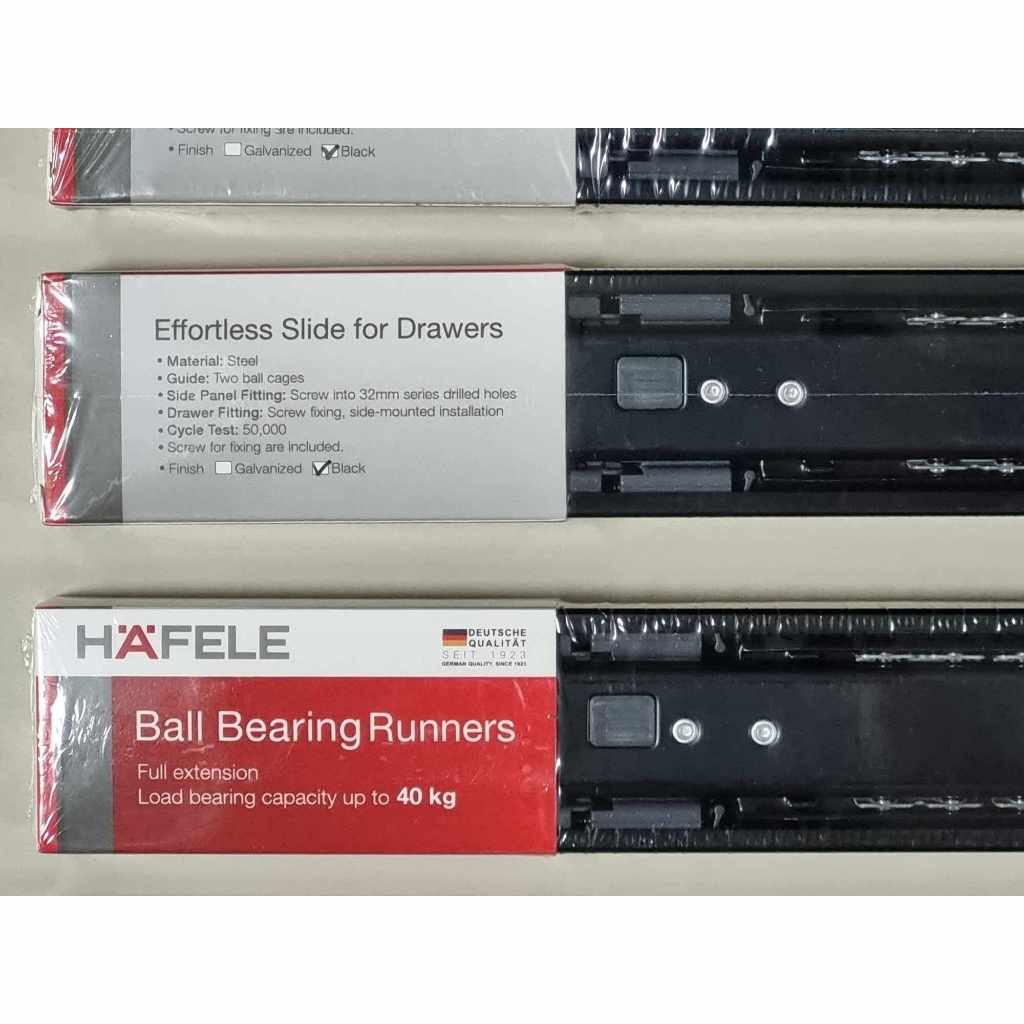 • Screw for fixing are included.
• Finish Galvanized Black
Effortless Slide for Drawers
• Material: Steel
• Guide: Two ball cages
• Side Panel Fitting: Screw into 32mm series drilled holes
• Drawer Fitting: Screw fixing, side-mounted installation
• Cycle Test: 50,000
• Screw for fixing are included.
• Finish Galvanized Black
HÄFELE
DEUTSCHE
QUALITÄT
SEIT 1923
GERMAN QUALITY, SINCE 1923
Ball Bearing Runners
Full extension
Load bearing capacity up to 40 kg